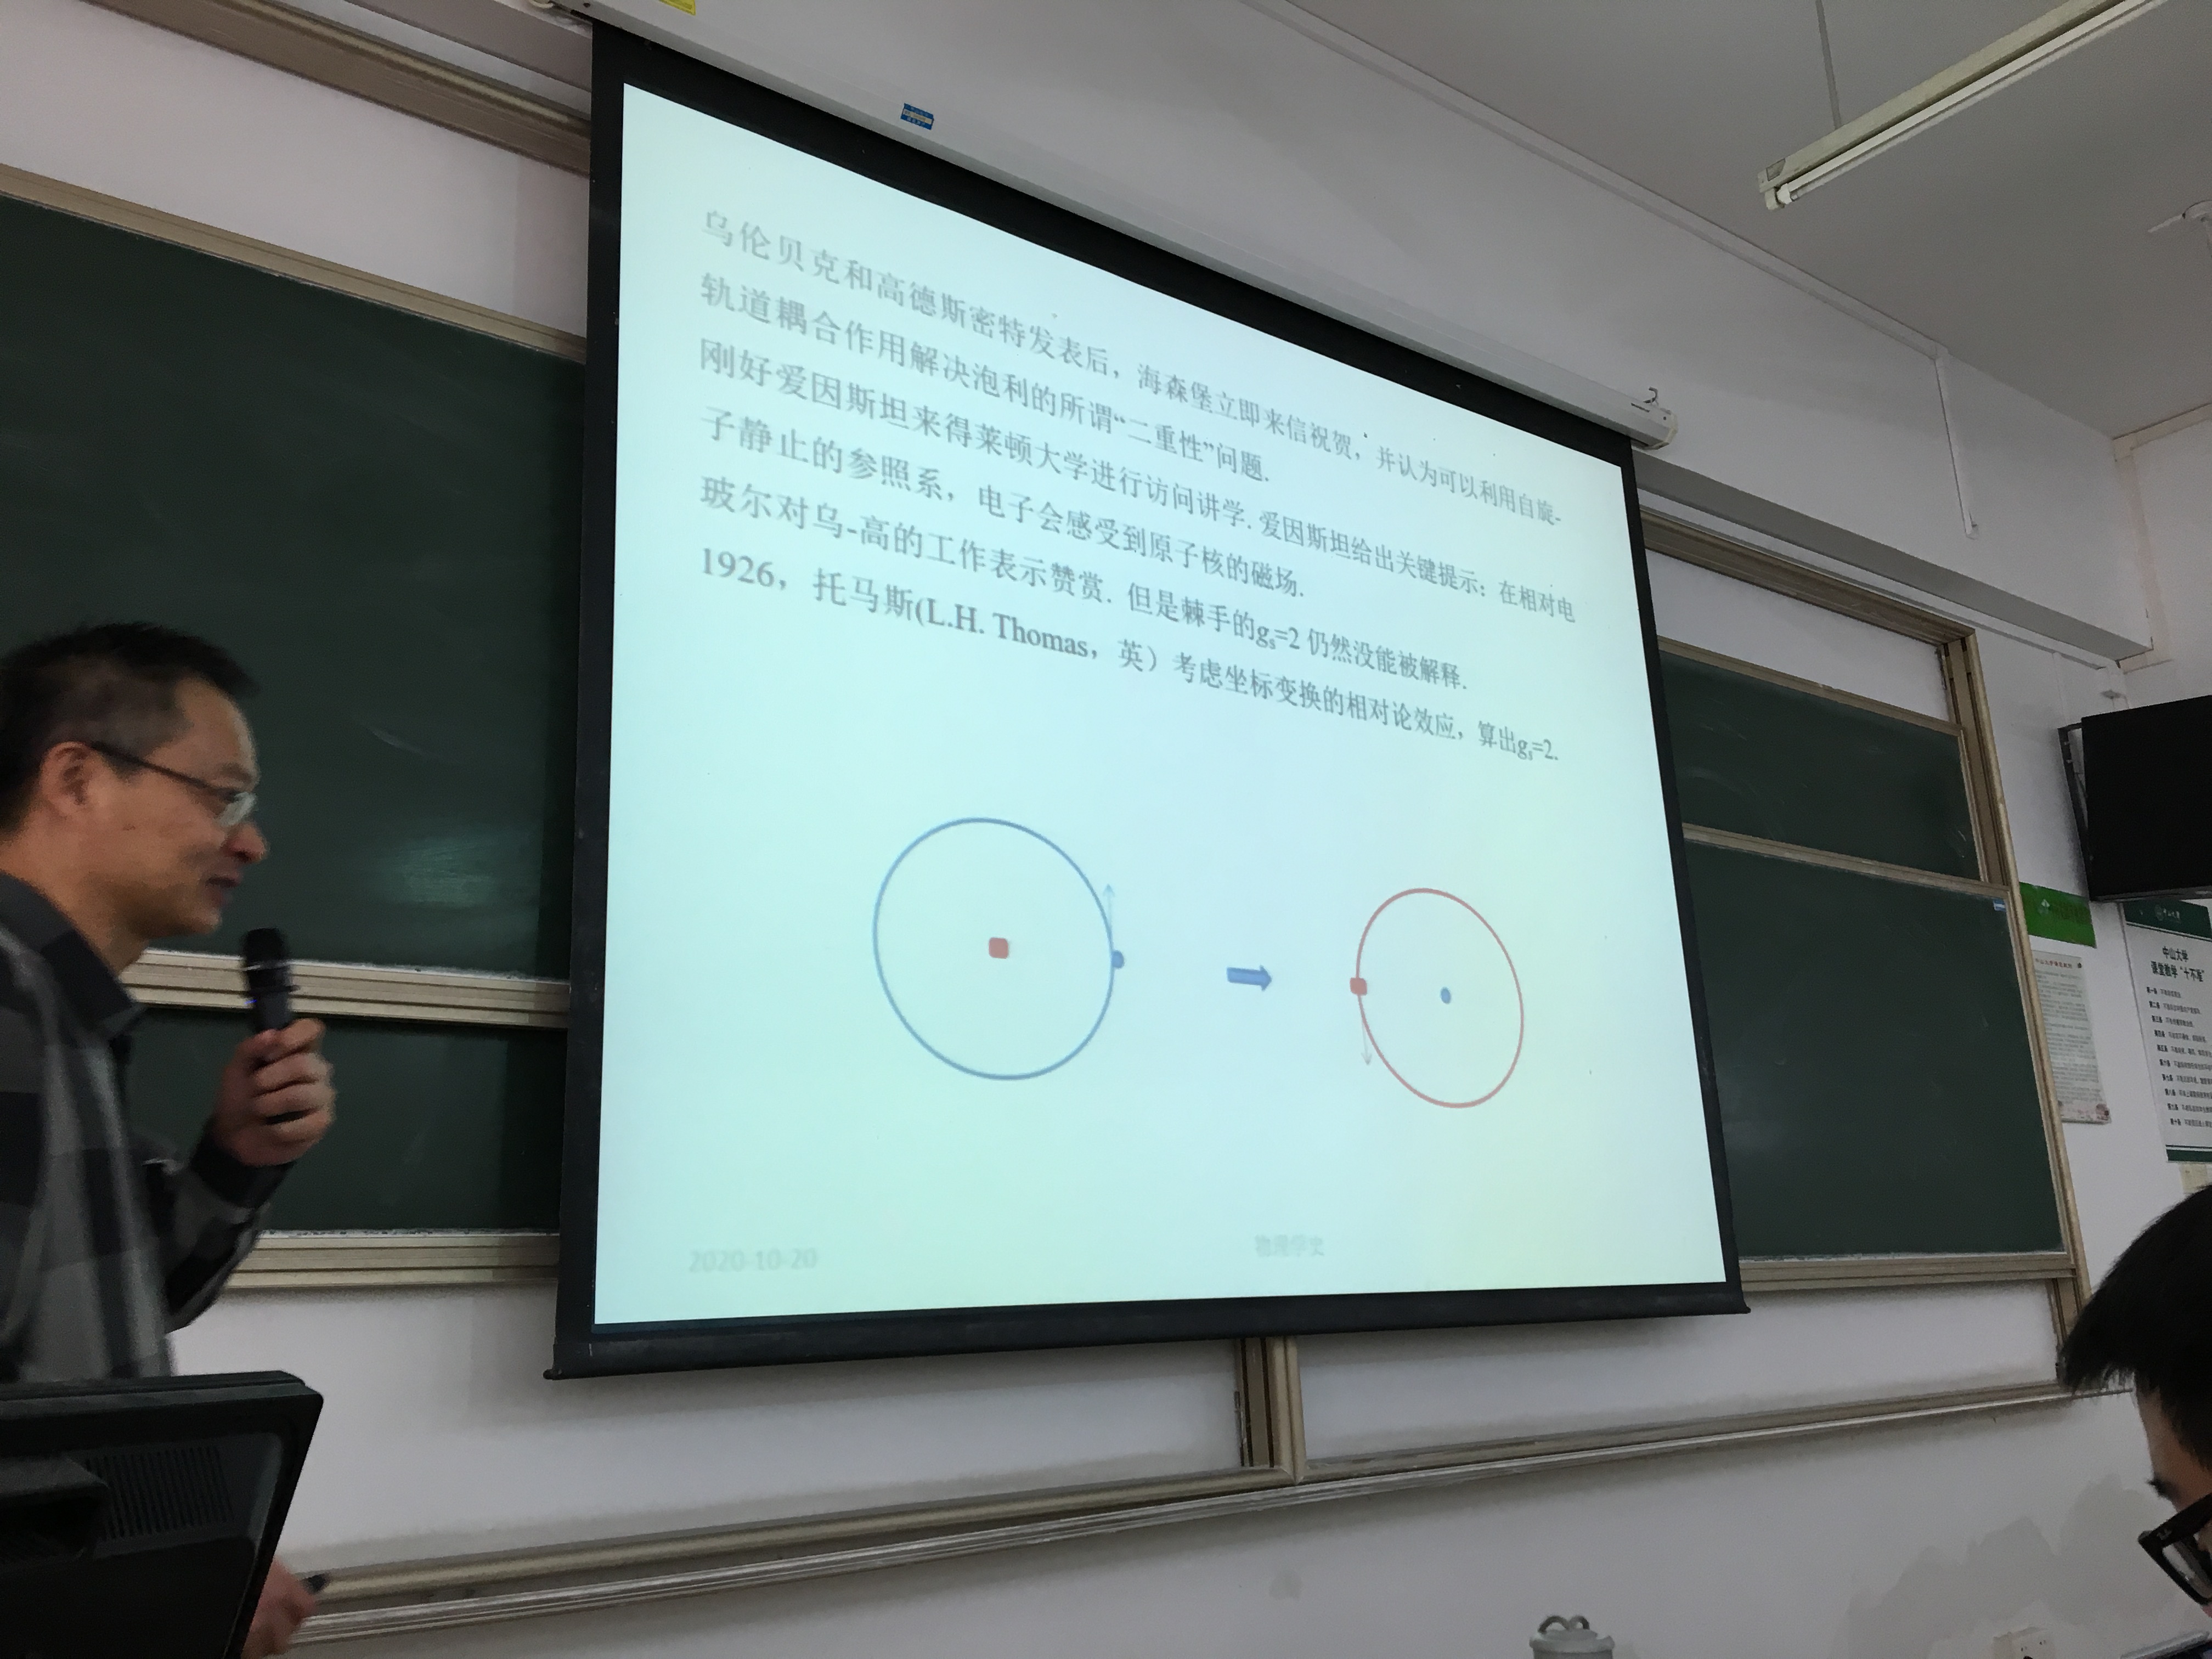 乌伦贝克和高德斯密特发表后，海森堡立即来信祝贺，并认为可以利用自旋-
轨道耦合作用解决泡利的所谓“二重性”问题.
刚好爱因斯坦来得莱顿大学进行访问讲学. 爱因斯坦给出关键提示：在相对电
子静止的参照系，电子会感受到原子核的磁场.
玻尔对乌-高的工作表示赞赏. 但是棘手的gs=2 仍然没能被解释.
1926，托马斯(L.H. Thomas，英）考虑坐标变换的相对论效应，算出gs=2.
2020-10-20
物理学史
中山大学
课堂教学“十不准”